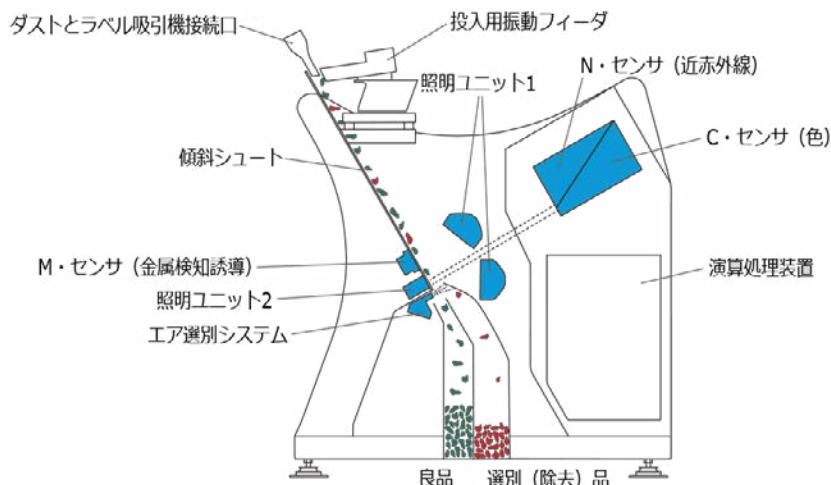 ダストとラベル吸引機接続口
投入用振動フィーダ
照明ユニット1
N・センサ（近赤外線）
C・センサ（色）
傾斜シュート
M・センサ（金属検知誘導）
照明ユニット2
エア選別システム
演算処理装置
良品 選別（除去）品